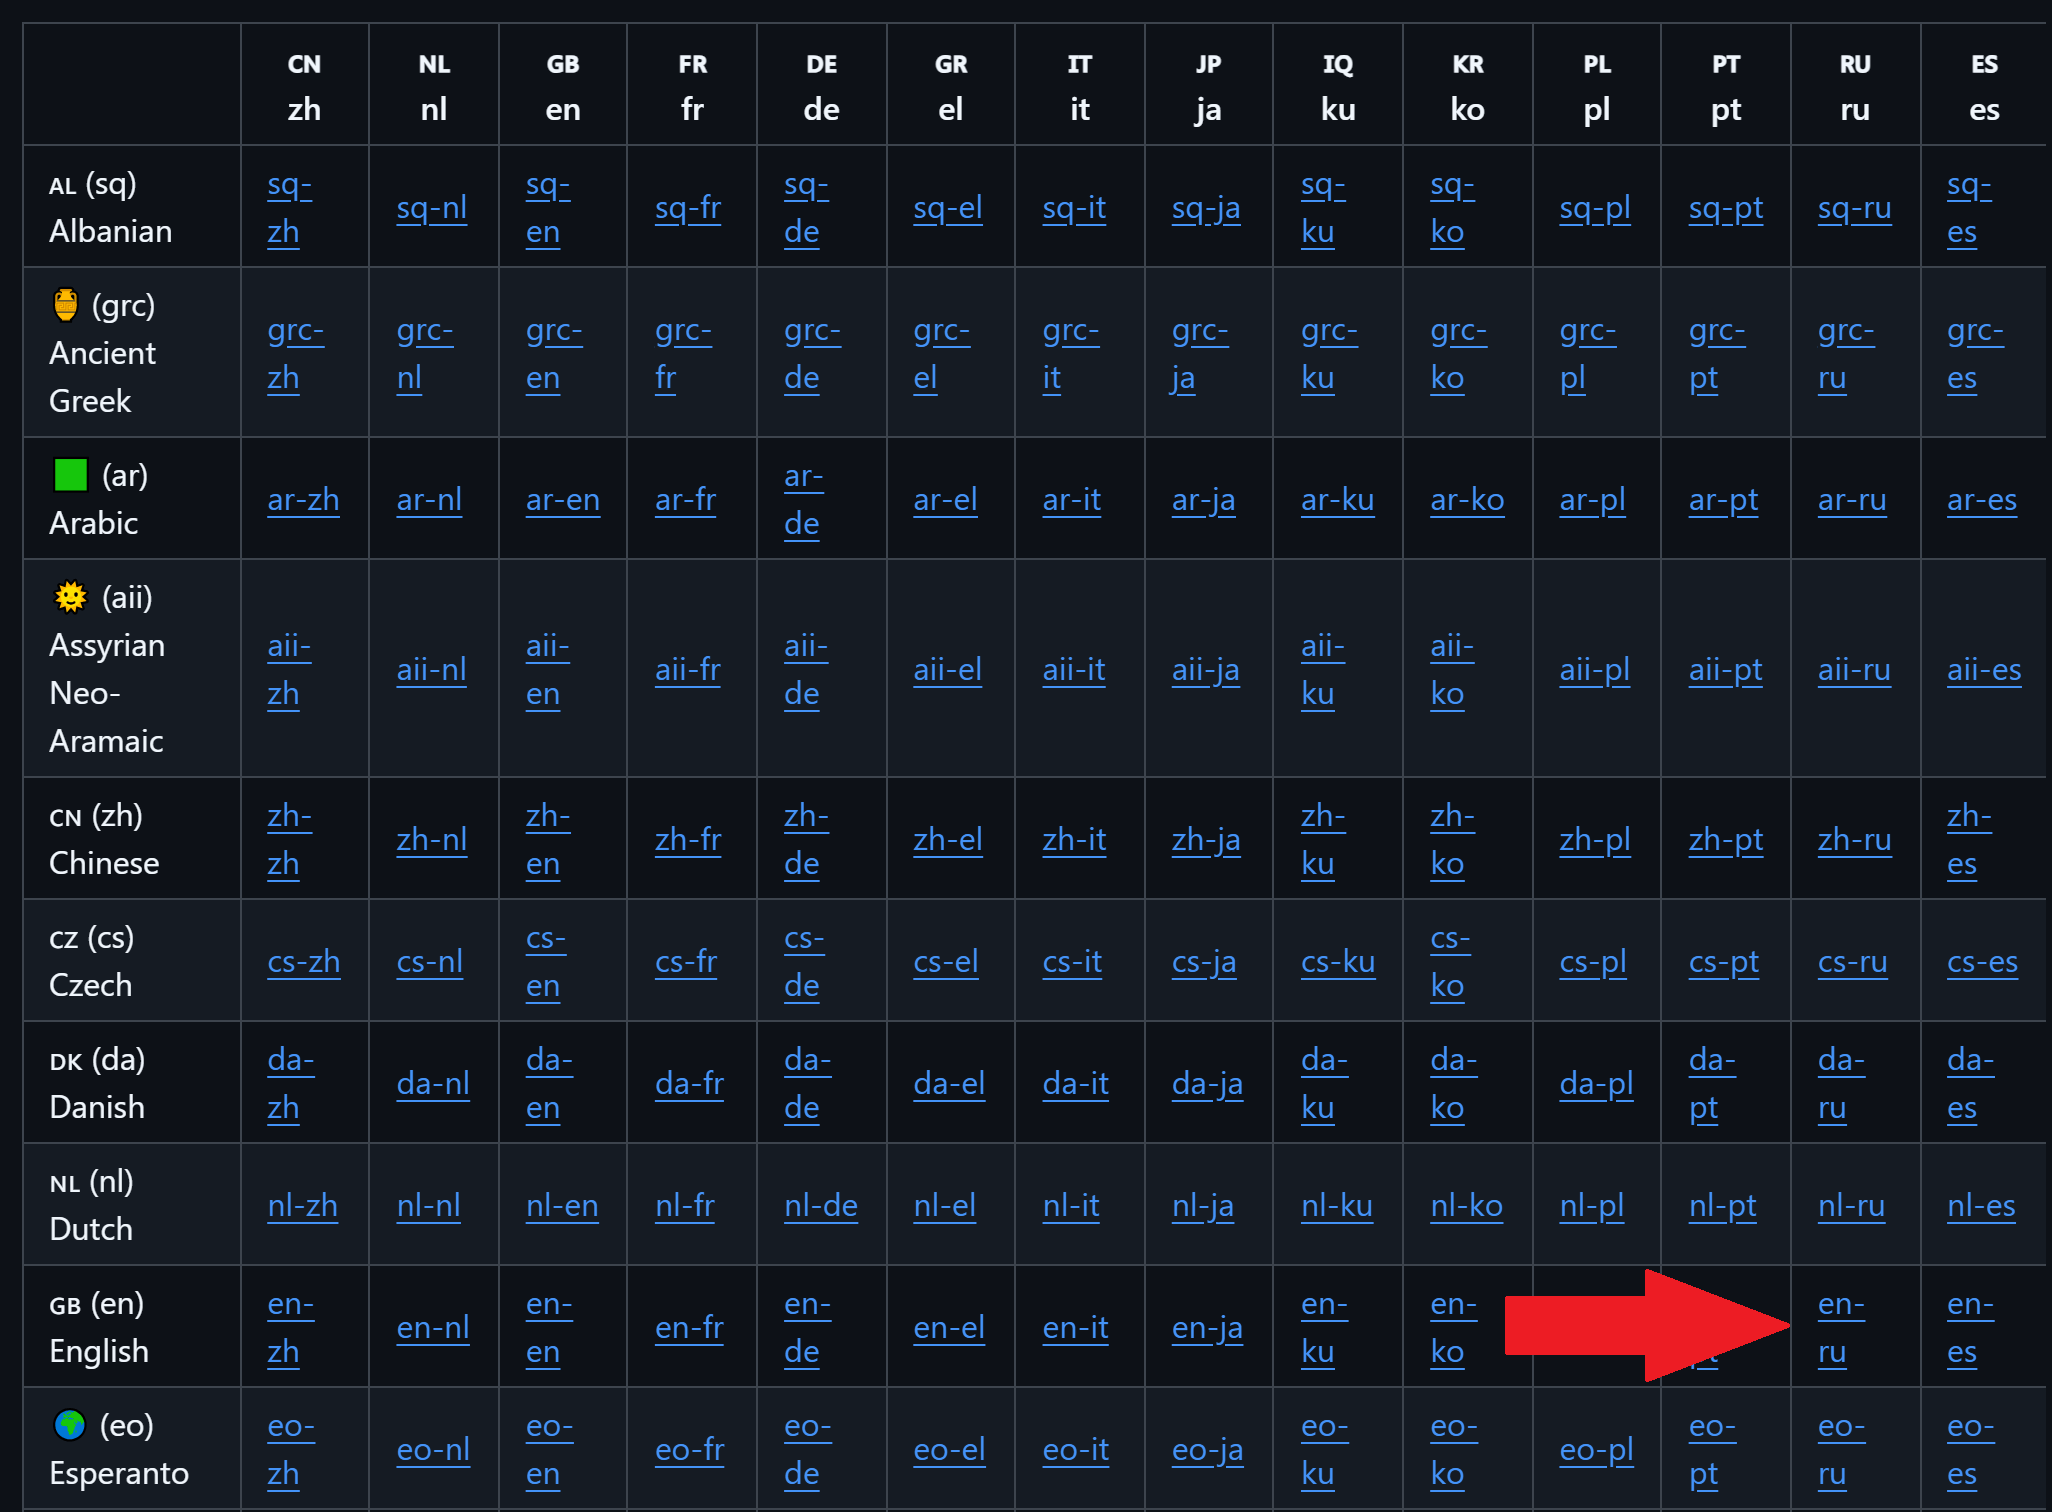 CN NL GB FR DE GR IT JP IQ KR PL PT RU ES
zh nl en fr de el it ja ku ko pl pt ru es
AL (sq) Albanian sq-zh sq-nl sq-en sq-fr sq-de sq-el sq-it sq-ja sq-ku sq-ko sq-pl sq-pt sq-ru sq-es
🏺 (grc) Ancient Greek grc-zh grc-nl grc-en grc-fr grc-de grc-el grc-it grc-ja grc-ku grc-ko grc-pl grc-pt grc-ru grc-es
🟩 (ar) Arabic ar-zh ar-nl ar-en ar-fr ar-de ar-el ar-it ar-ja ar-ku ar-ko ar-pl ar-pt ar-ru ar-es
🌞 (aii) Assyrian Neo-Aramaic aii-zh aii-nl aii-en aii-fr aii-de aii-el aii-it aii-ja aii-ku aii-ko aii-pl aii-pt aii-ru aii-es
CN (zh) Chinese zh-zh zh-nl zh-en zh-fr zh-de zh-el zh-it zh-ja zh-ku zh-ko zh-pl zh-pt zh-ru zh-es
CZ (cs) Czech cs-zh cs-nl cs-en cs-fr cs-de cs-el cs-it cs-ja cs-ku cs-ko cs-pl cs-pt cs-ru cs-es
DK (da) Danish da-zh da-nl da-en da-fr da-de da-el da-it da-ja da-ku da-ko da-pl da-pt da-ru da-es
NL (nl) Dutch nl-zh nl-nl nl-en nl-fr nl-de nl-el nl-it nl-ja nl-ku nl-ko nl-pl nl-pt nl-ru nl-es
GB (en) English en-zh en-nl en-en en-fr en-de en-el en-it en-ja en-ku en-ko en-ru en-es
🌍 (eo) Esperanto eo-zh eo-nl eo-en eo-fr eo-de eo-el eo-it eo-ja eo-ku eo-ko eo-pl eo-pt eo-ru eo-es